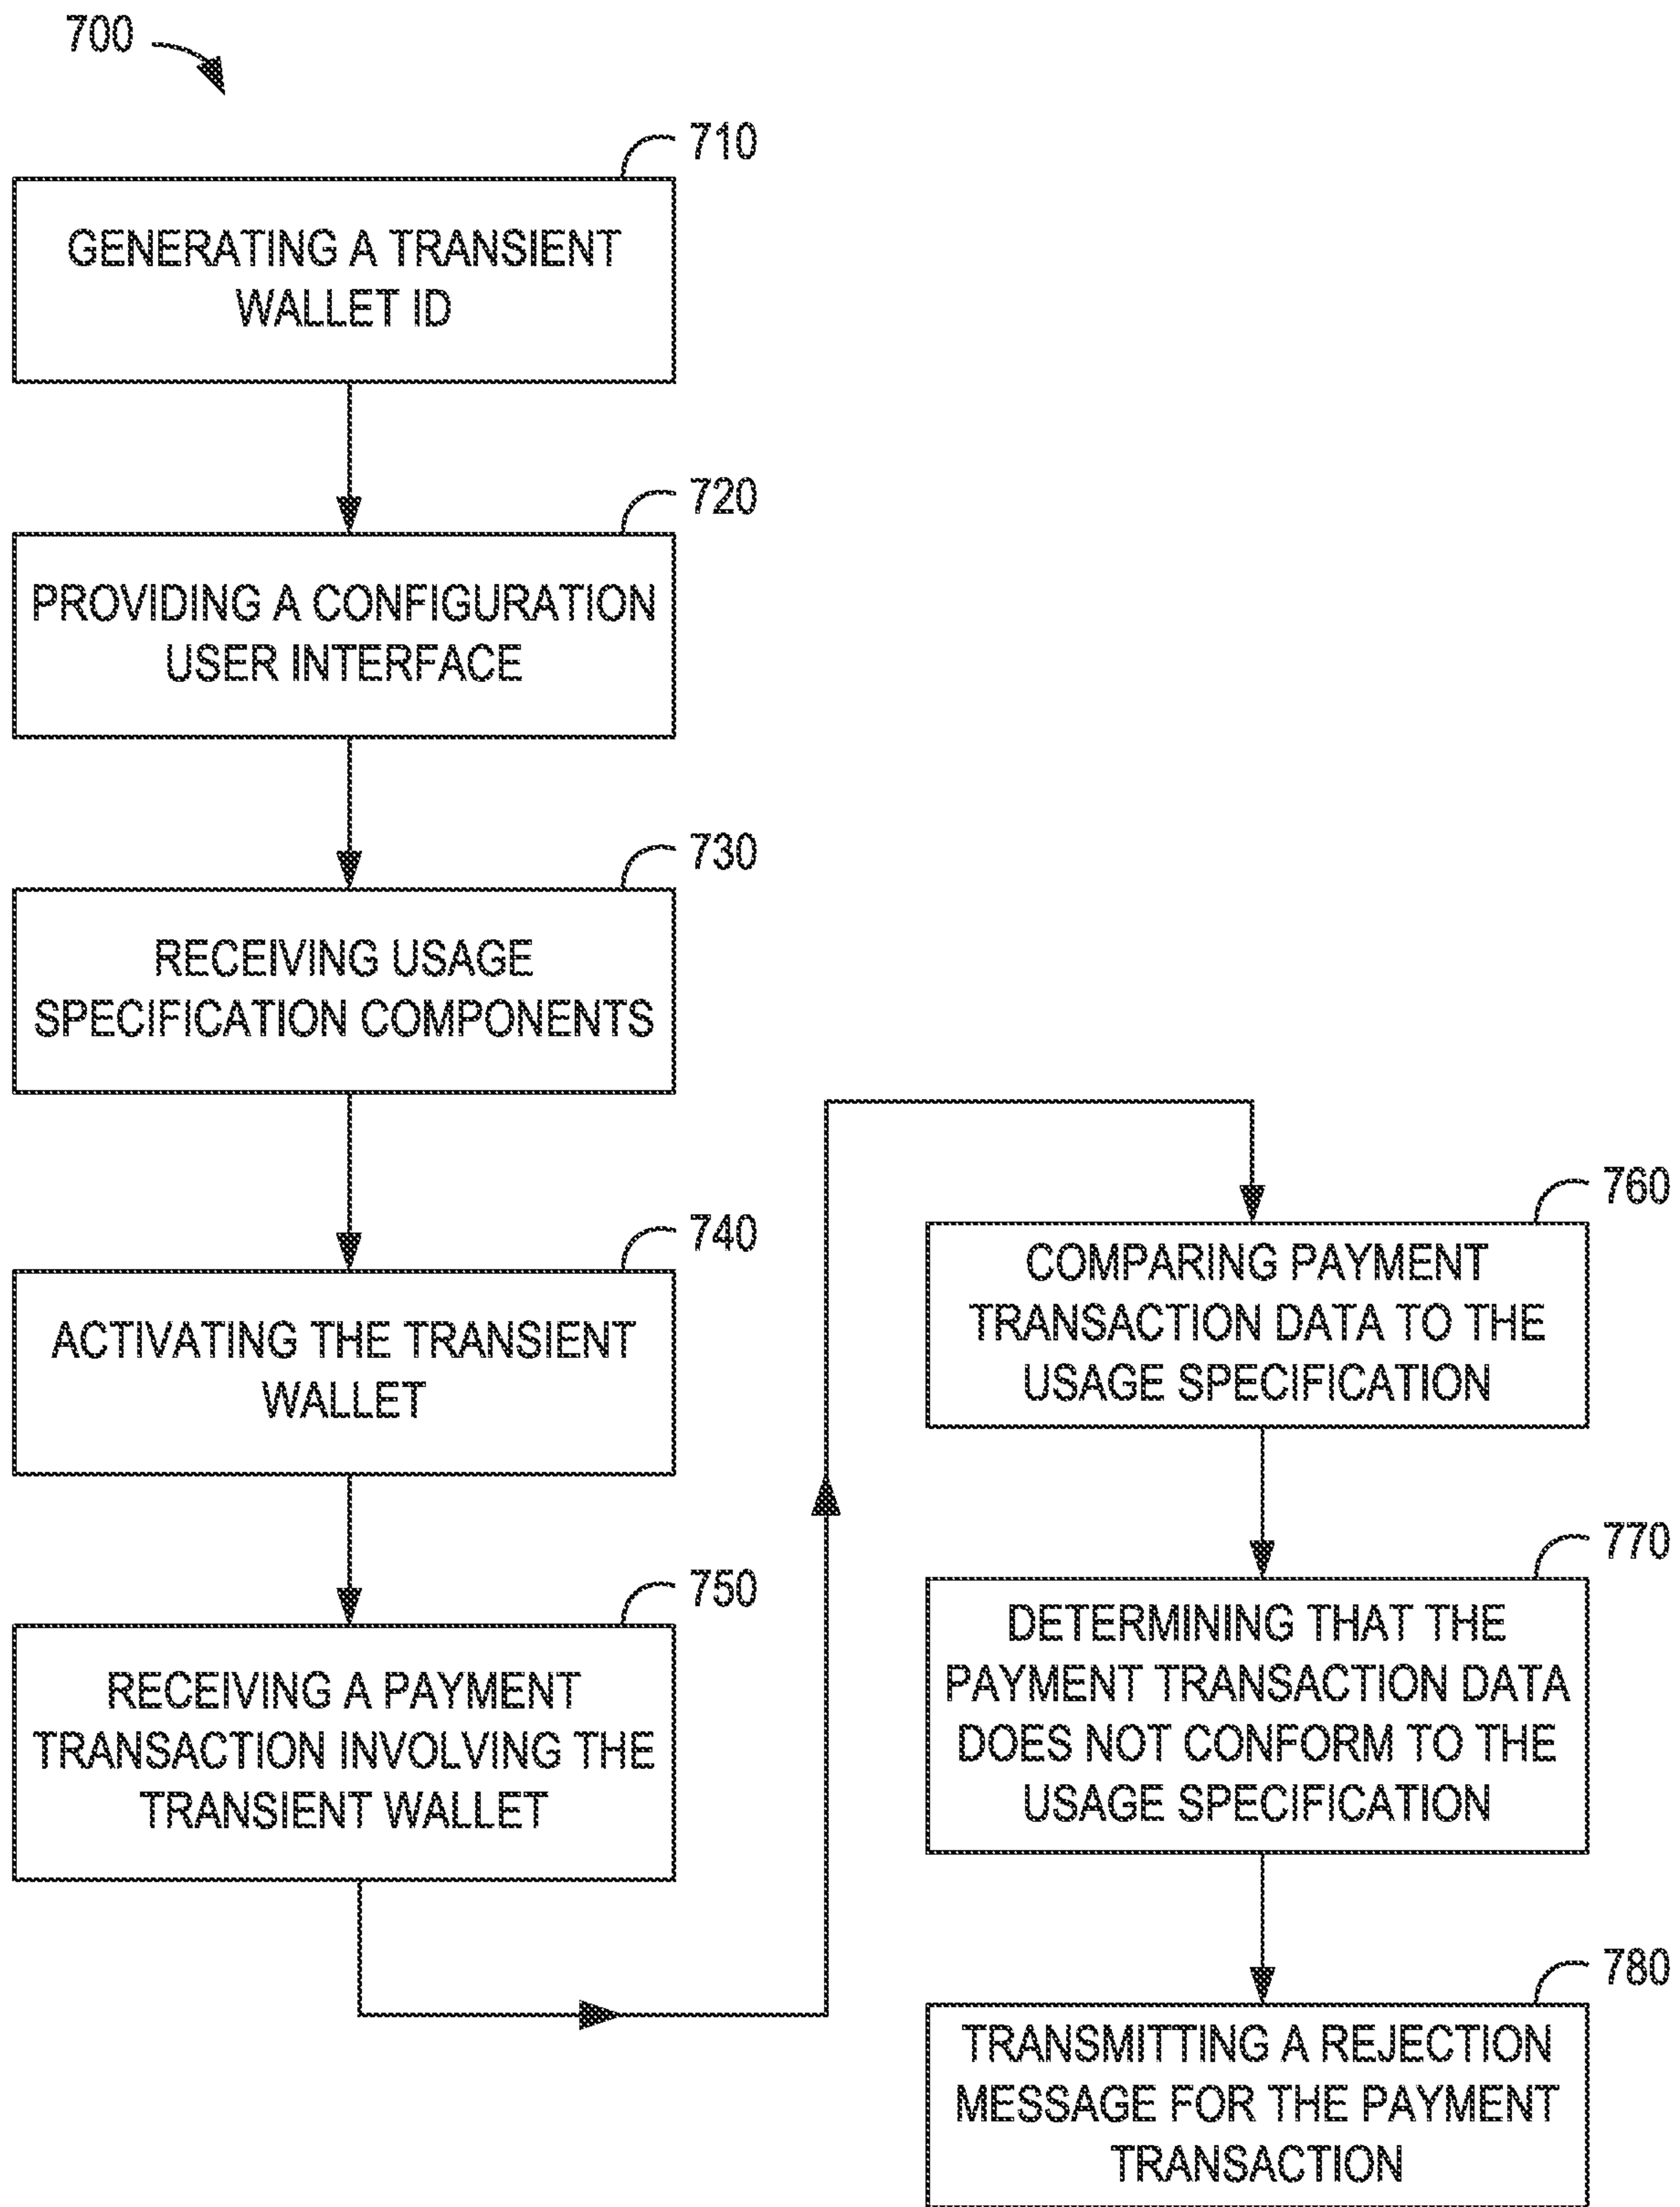 700
710
GENERATING A TRANSIENT
WALLET ID
720
PROVIDING A CONFIGURATION
USER INTERFACE
730
RECEIVING USAGE
SPECIFICATION COMPONENTS
740
ACTIVATING THE TRANSIENT
WALLET
750
RECEIVING A PAYMENT
TRANSACTION INVOLVING THE
TRANSIENT WALLET
760
COMPARING PAYMENT
TRANSACTION DATA TO THE
USAGE SPECIFICATION
770
DETERMINING THAT THE
PAYMENT TRANSACTION DATA
DOES NOT CONFORM TO THE
USAGE SPECIFICATION
780
TRANSMITTING A REJECTION
MESSAGE FOR THE PAYMENT
TRANSACTION